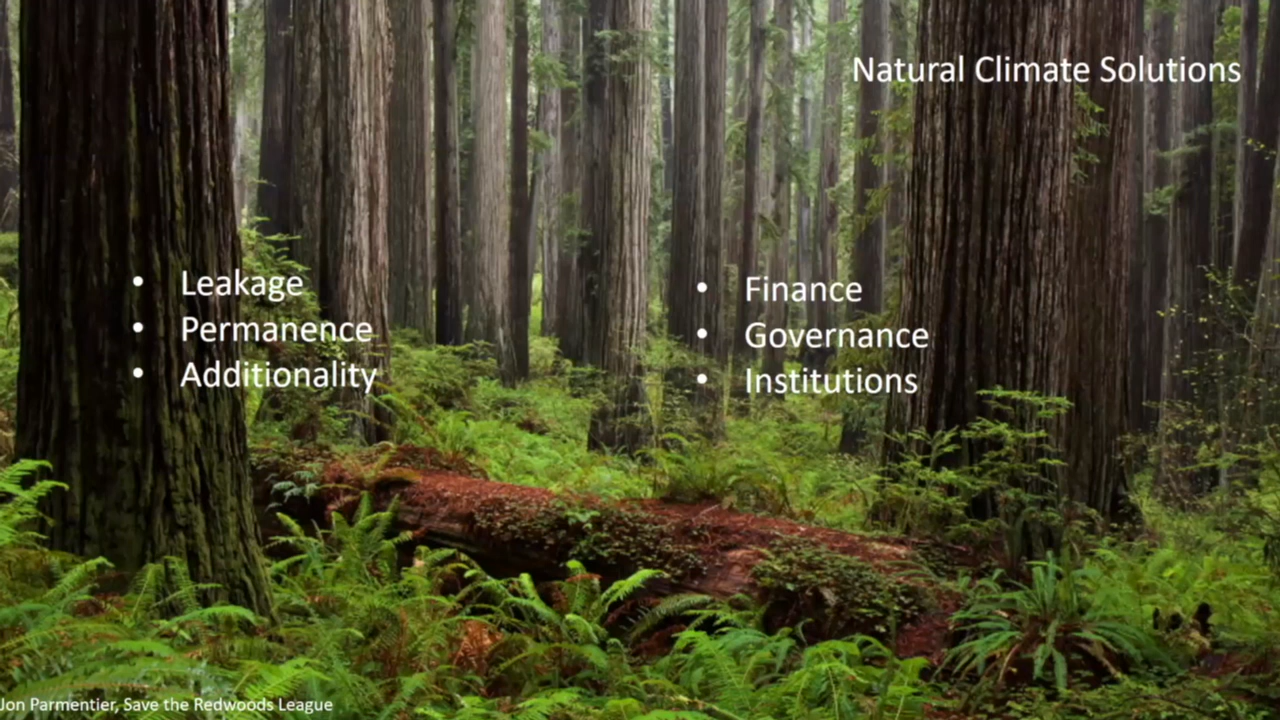 Natural Climate Solutions
• Leakage
• Permanence
• Additionality
• Finance
• Governance
• Institutions
Jon Parmentier, Save the Redwoods League